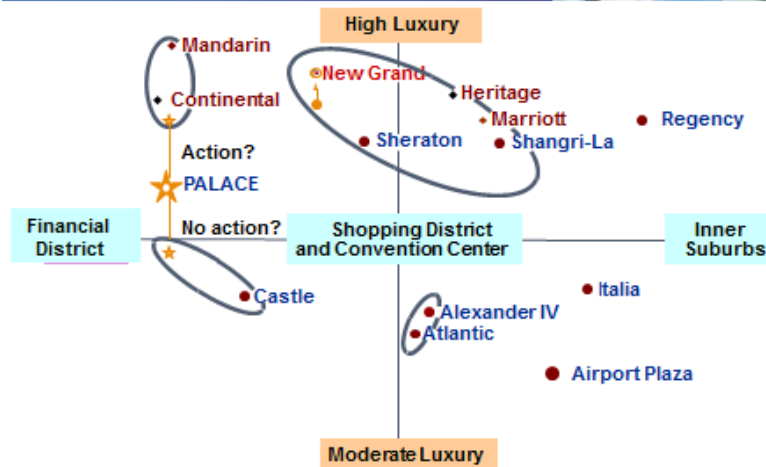 High Luxury
Mandarin
New Grand
Continental
Heritage
Marriott
Regency
Sheraton
Shangri-La
Action?
PALACE
No action?
Financial
District
Shopping District
and Convention Center
Inner
Suburbs
Castle
Italia
Alexander IV
Atlantic
Airport Plaza
Moderate Luxury